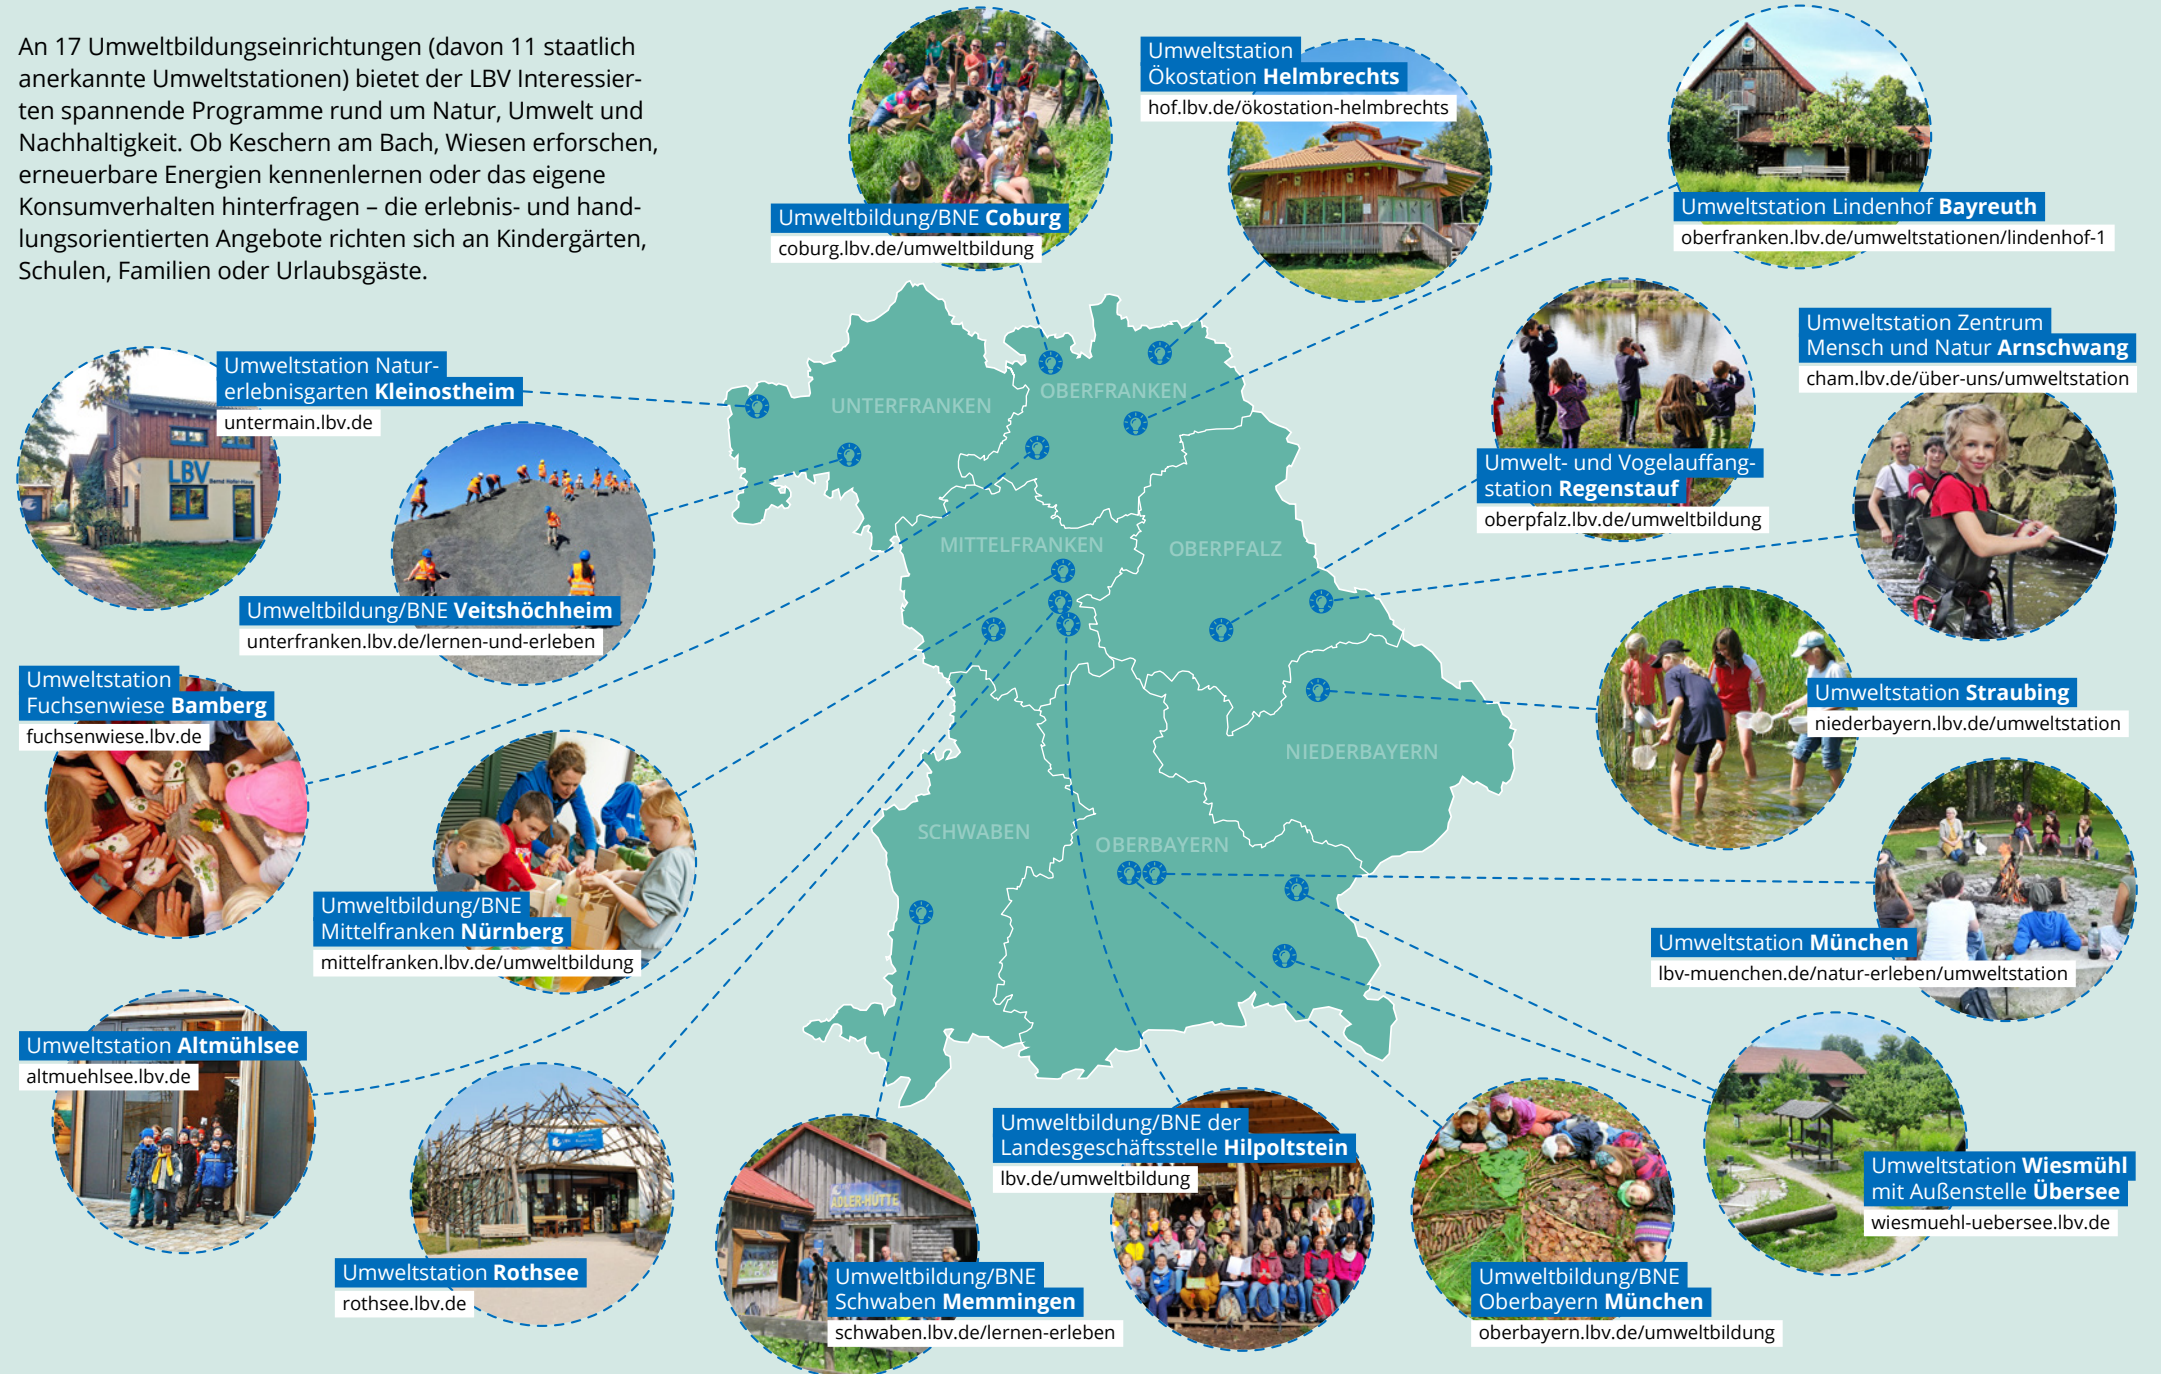 An 17 Umweltbildungseinrichtungen (davon 11 staatlich
anerkannte Umweltstationen) bietet der LBV Interessier-
ten spannende Programme rund um Natur, Umwelt und
Nachhaltigkeit. Ob Keschern am Bach, Wiesen erforschen,
erneuerbare Energien kennenlernen oder das eigene
Konsumverhalten hinterfragen – die erlebnis- und hand-
lungsorientierten Angebote richten sich an Kindergärten,
Schulen, Familien oder Urlaubsgäste.
Umweltbildung/BNE Coburg
coburg.lbv.de/umweltbildung
Umweltstation
Ökostation Helmbrechts
hof.lbv.de/ökostation-helmbrechts
Umweltstation Lindenhof Bayreuth
oberfranken.lbv.de/umweltstationen/lindenhof-1
Umweltstation Natur-
erlebnisgarten Kleinostheim
untermain.lbv.de
LBV
Bernd Hofer-Haus
Umweltbildung/BNE Veitshöchheim
unterfranken.lbv.de/lernen-und-erleben
Umwelt- und Vogelauffang-
station Regenstauf
oberpfalz.lbv.de/umweltbildung
Umweltstation Zentrum
Mensch und Natur Arnschwang
cham.lbv.de/über-uns/umweltstation
UNTERFRANKEN
OBERFRANKEN
MITTELFRANKEN
OBERPFALZ
NIEDERBAYERN
SCHWABEN
OBERBAYERN
Umweltstation
Fuchsenwiese Bamberg
fuchsenwiese.lbv.de
Umweltbildung/BNE
Mittelfranken Nürnberg
mittelfranken.lbv.de/umweltbildung
Umweltstation Straubing
niederbayern.lbv.de/umweltstation
Umweltstation München
lbv-muenchen.de/natur-erleben/umweltstation
Umweltstation Altmühlsee
altmuehlsee.lbv.de
Umweltstation Rothsee
rothsee.lbv.de
ADLER-HÜTTE
Umweltbildung/BNE
Schwaben Memmingen
schwaben.lbv.de/lernen-erleben
Umweltbildung/BNE der
Landesgeschäftsstelle Hilpoltstein
lbv.de/umweltbildung
Umweltbildung/BNE
Oberbayern München
oberbayern.lbv.de/umweltbildung
Umweltstation Wiesmühl
mit Außenstelle Übersee
wiesmuehl-uebersee.lbv.de